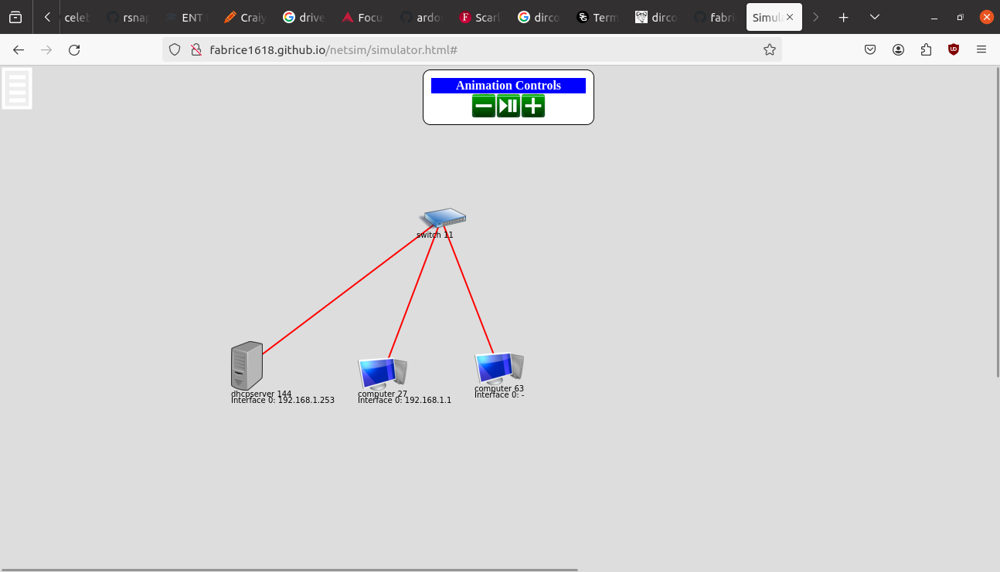 celeb
rsnap
ENT
Craiy
drive
Focu
ardo
Scarl
dirco
Term
dirco
fabri
Simul
fabrice1618.github.io/netsim/simulator.html#
Animation Controls
switch 11
dhcpserver 144
Interface 0: 192.168.1.253
computer 27
Interface 0: 192.168.1.1
computer 63
Interface 0: -